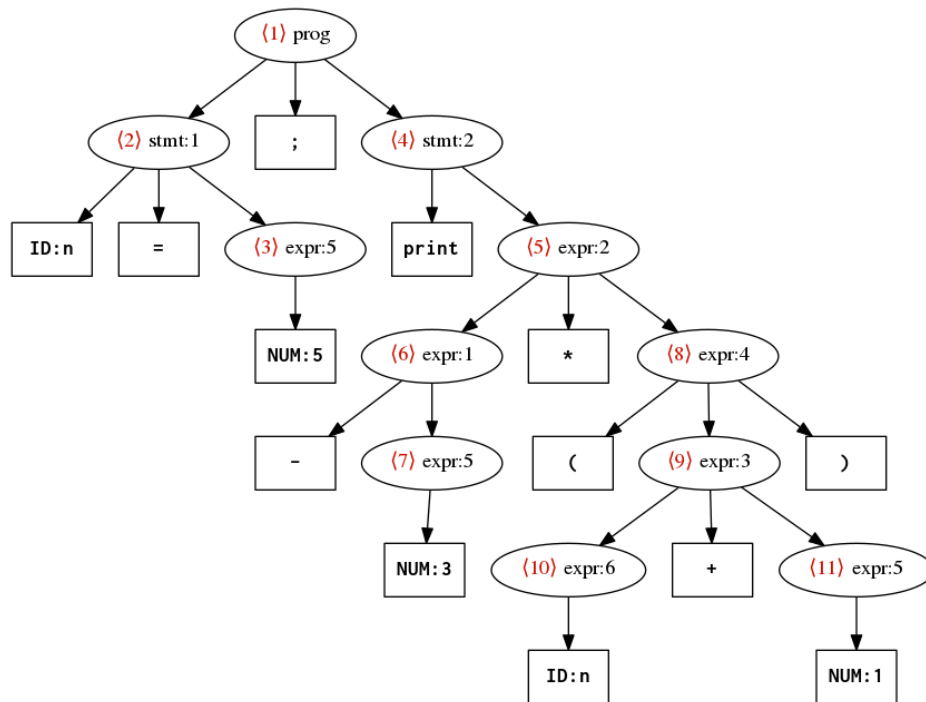 ⟨1⟩ prog
⟨2⟩ stmt:1
;
⟨4⟩ stmt:2
ID:n
=
⟨3⟩ expr:5
print
⟨5⟩ expr:2
NUM:5
⟨6⟩ expr:1
*
⟨8⟩ expr:4
-
⟨7⟩ expr:5
(
⟨9⟩ expr:3
)
NUM:3
⟨10⟩ expr:6
+
⟨11⟩ expr:5
ID:n
NUM:1